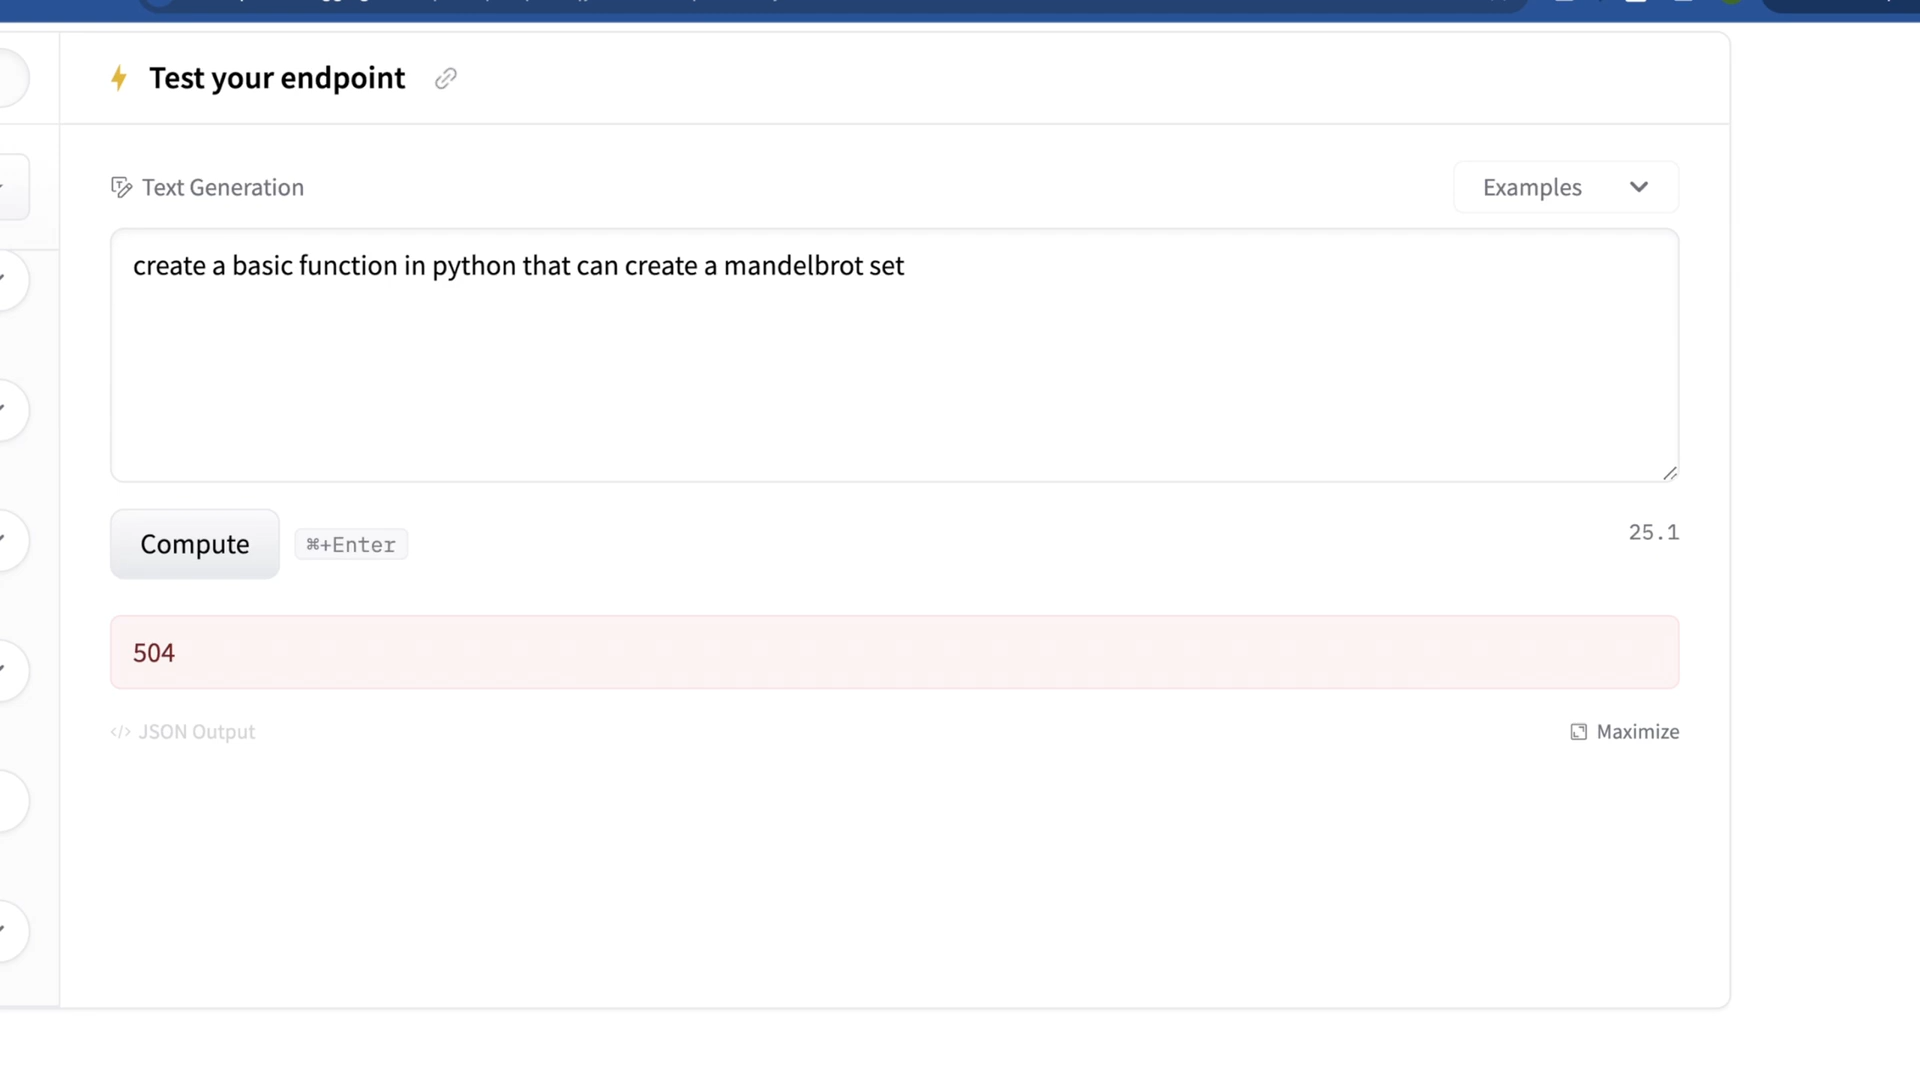 Test your endpoint
Text Generation
Examples
create a basic function in python that can create a mandelbrot set
Compute
⌘+Enter
25.1
504
</> JSON Output
Maximize